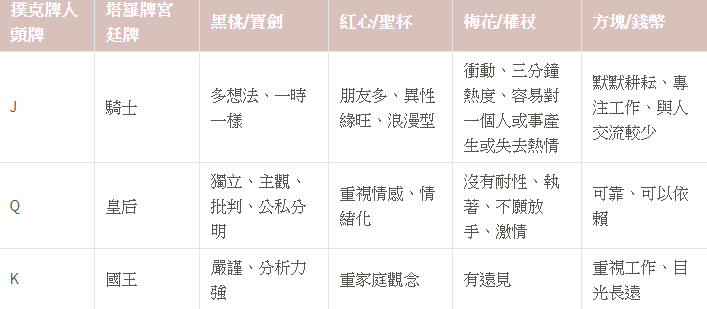 撲克牌人頭牌 塔羅牌宮廷牌 黑桃/寶劍 紅心/聖杯 梅花/權杖 方塊/錢幣
J 騎士 多想法、一時一樣 朋友多、異性緣旺、浪漫型 衝動、三分鐘熱度、容易對一個人或事產生或失去熱情 默默耕耘、專注工作、與人交流較少
Q 皇后 獨立、主觀、批判、公私分明 重視情感、情緒化 沒有耐性、執著、不願放手、激情 可靠、可以依賴
K 國王 嚴謹、分析力強 重家庭觀念 有遠見 重視工作、目光長遠